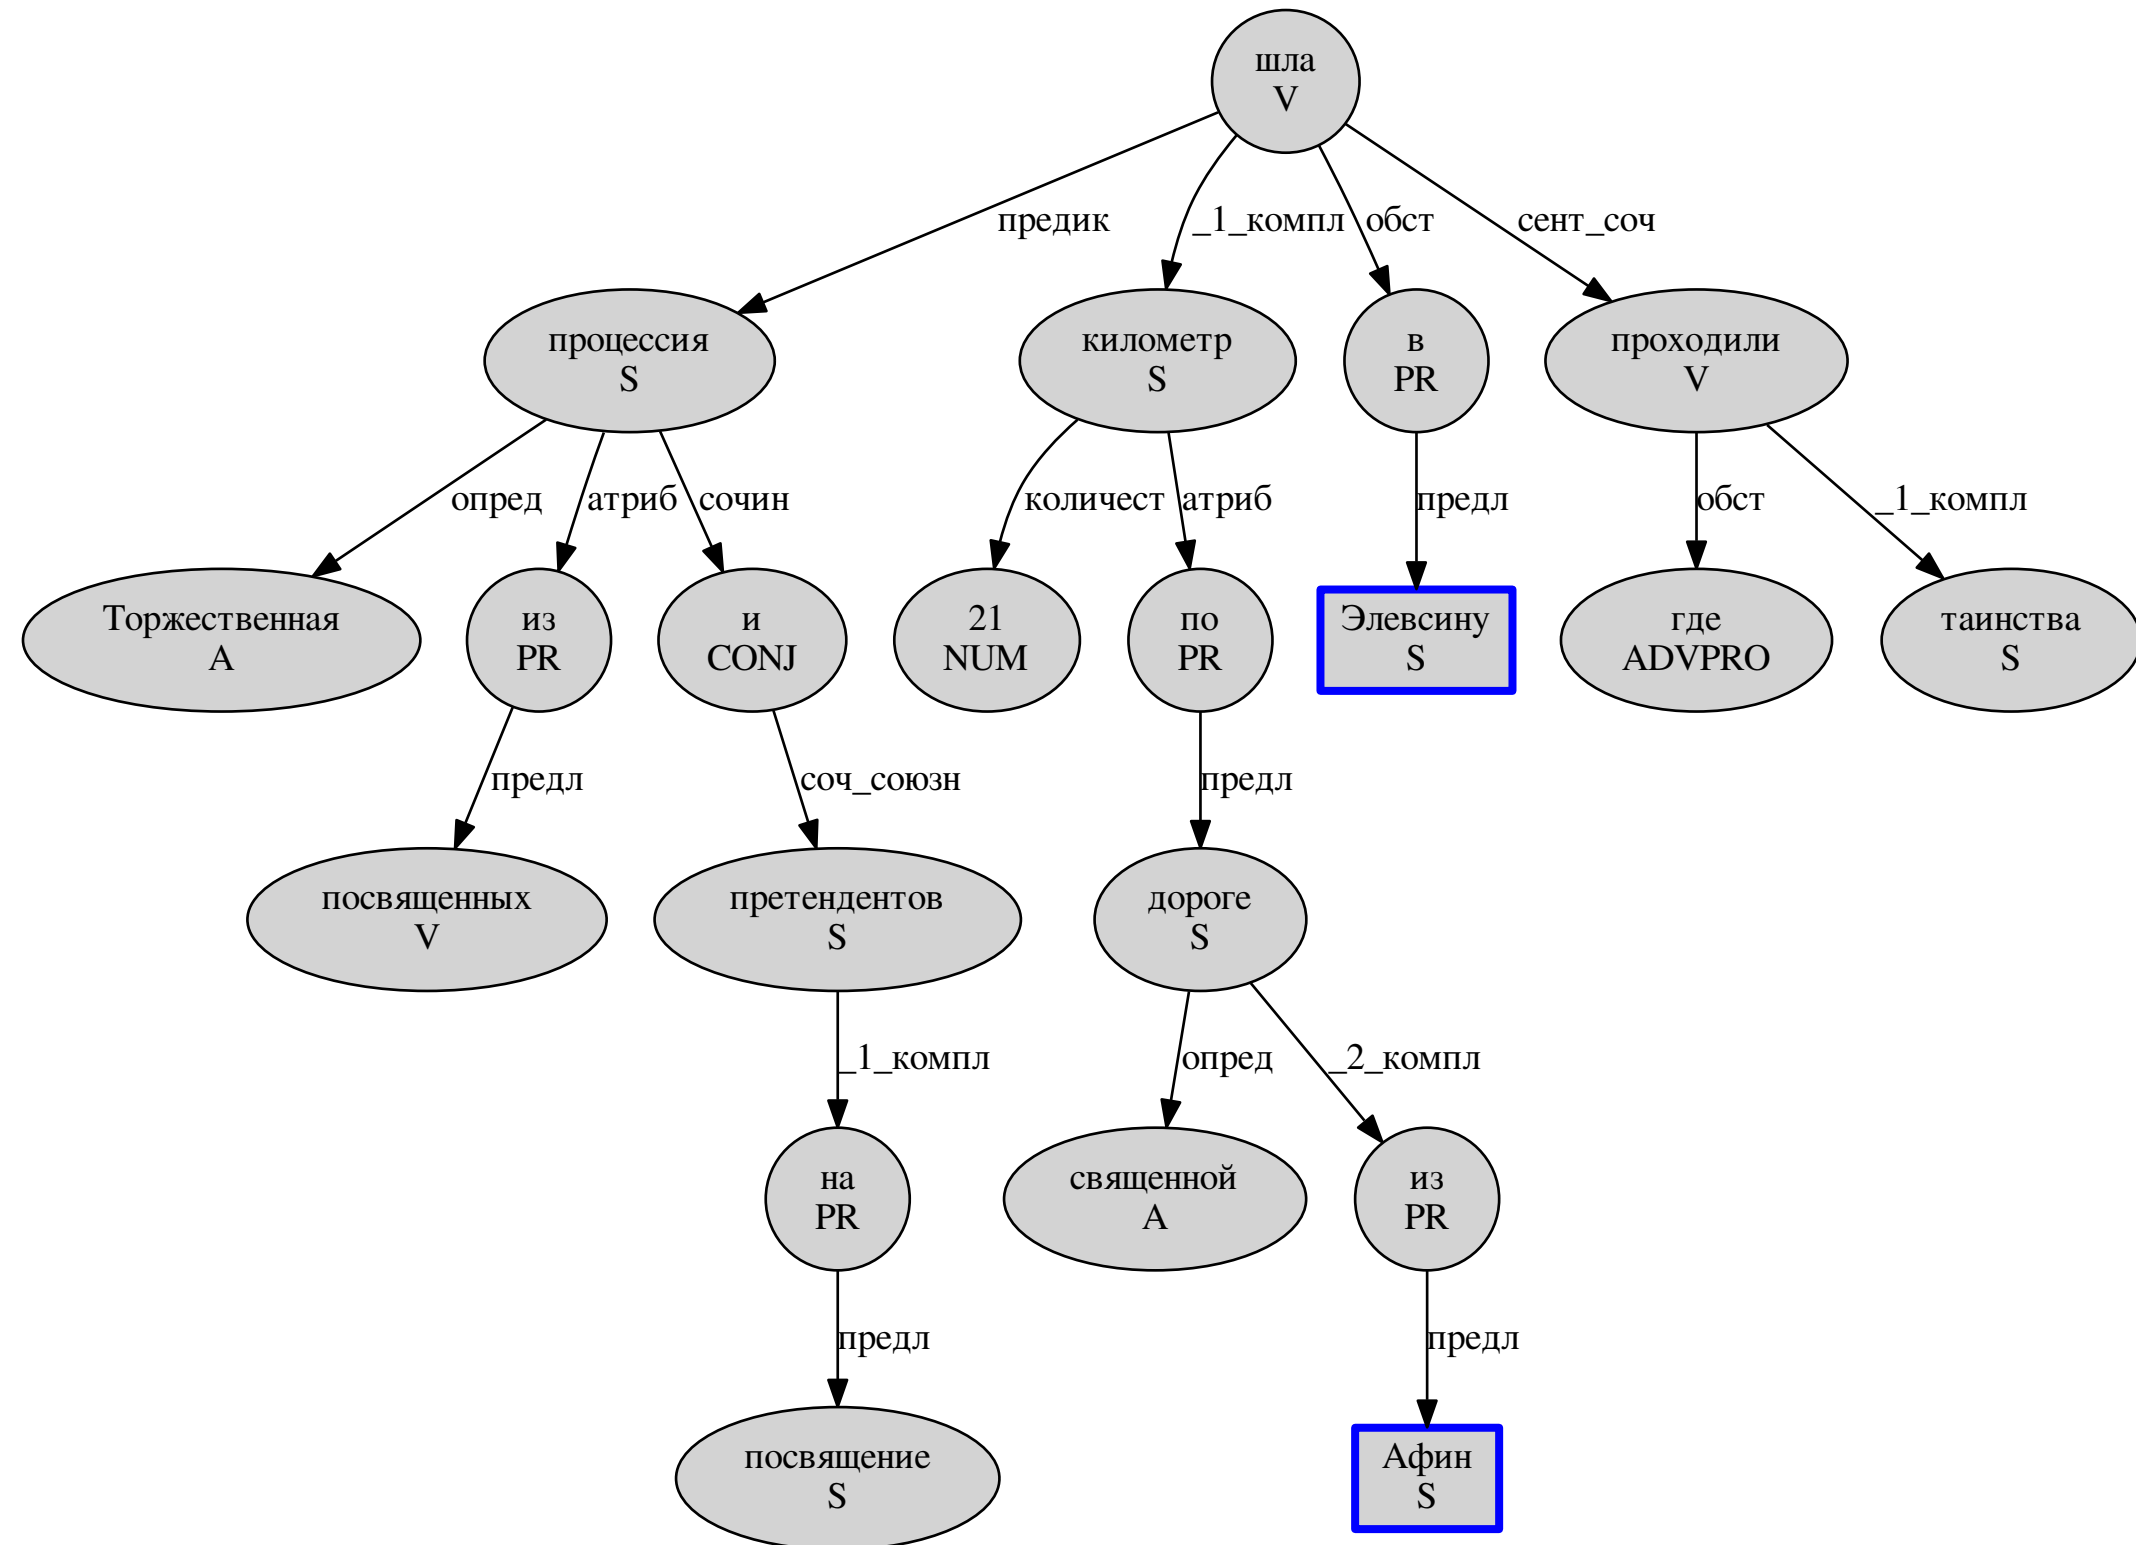 шла
V
предик
_1_компл
обст
сент_соч
процессия
S
километр
S
в
PR
проходили
V
опред
атриб
сочин
количест
атриб
предл
обст
_1_компл
Торжественная
A
из
PR
и
CONJ
21
NUM
по
PR
Элевсину
S
где
ADVPRO
таинства
S
предл
соч_союзн
предл
посвященных
V
претендентов
S
дороге
S
_1_компл
опред
_2_компл
на
PR
священной
A
из
PR
предл
предл
посвящение
S
Афин
S